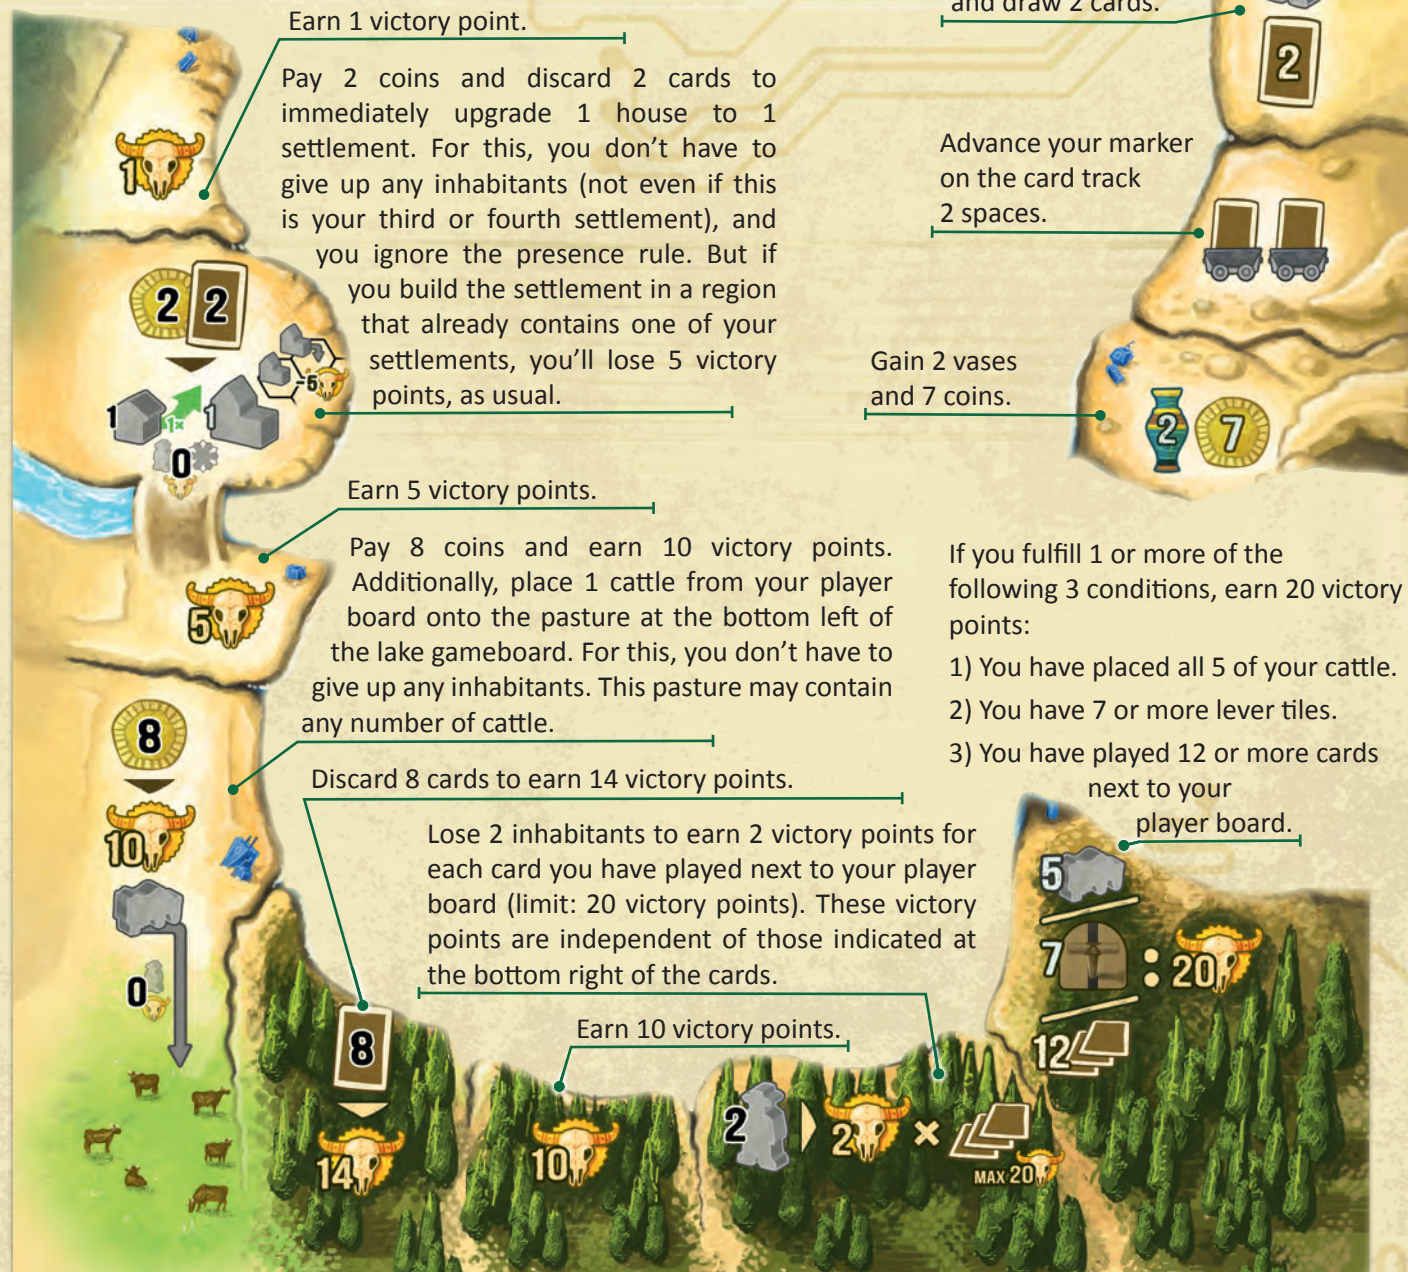 Earn 1 victory point.
Pay 2 coins and discard 2 cards to
immediately upgrade 1 house to 1
settlement. For this, you don't have to
give up any inhabitants (not even if this
is your third or fourth settlement), and
you ignore the presence rule. But if
you build the settlement in a region
that already contains one of your
settlements, you'll lose 5 victory
points, as usual.
and draw 2 cards.
2
Advance your marker
on the card track
2 spaces.
Gain 2 vases
and 7 coins.
2 7
1
2 2
-5
1 1x 1
0
Earn 5 victory points.
5
Pay 8 coins and earn 10 victory points.
Additionally, place 1 cattle from your player
board onto the pasture at the bottom left of
the lake gameboard. For this, you don't have to
give up any inhabitants. This pasture may contain
any number of cattle.
8
10
0
If you fulfill 1 or more of the
following 3 conditions, earn 20 victory
points:
1) You have placed all 5 of your cattle.
2) You have 7 or more lever tiles.
3) You have played 12 or more cards
next to your
player board.
5
7 : 20
12
Discard 8 cards to earn 14 victory points.
8
14
Lose 2 inhabitants to earn 2 victory points for
each card you have played next to your player
board (limit: 20 victory points). These victory
points are independent of those indicated at
the bottom right of the cards.
Earn 10 victory points.
10
2 2 ×
MAX 20